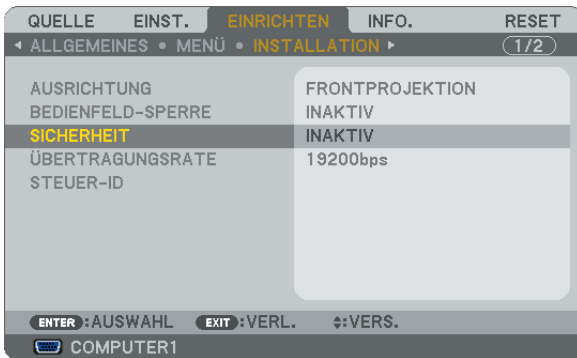 QUELLE EINST. EINRICHTEN INFO. RESET
ALLGEMEINES • MENÜ • INSTALLATION 1/2
AUSRICHTUNG FRONTPROJEKTION
BEDIENFELD-SPERRE INAKTIV
SICHERHEIT INAKTIV
ÜBERTRAGUNGSRATE 19200bps
STEUER-ID
ENTER :AUSWAHL EXIT :VERL. :VERS.
COMPUTER1